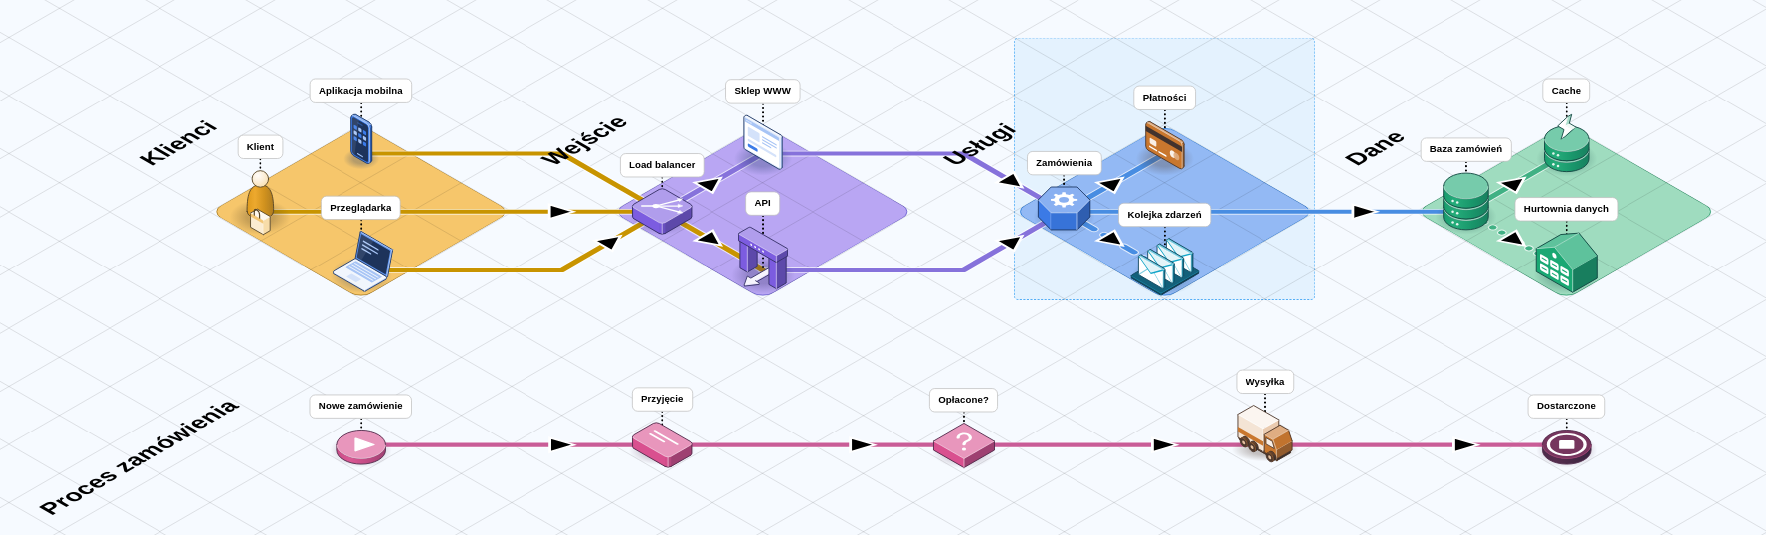 Klienci
Klient
Aplikacja mobilna
Przeglądarka
Wejście
Load balancer
Sklep WWW
API
Usługi
Zamówienia
Płatności
Kolejka zdarzeń
Dane
Baza zamówień
Cache
Hurtownia danych
Proces zamówienia
Nowe zamówienie
Przyjęcie
Opłacone?
?
Wysyłka
Dostarczone